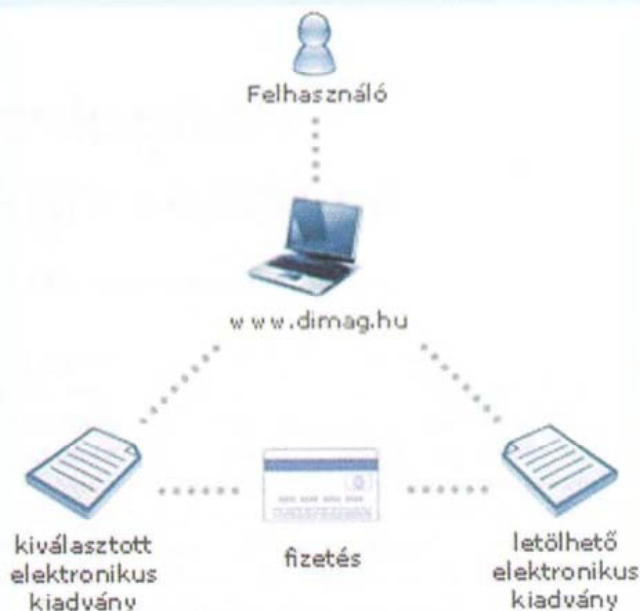 Felhasználó
www.dimag.hu
kiválasztott
elektronikus
kiadvány
fizetés
letölhető
elektronikus
kiadvány